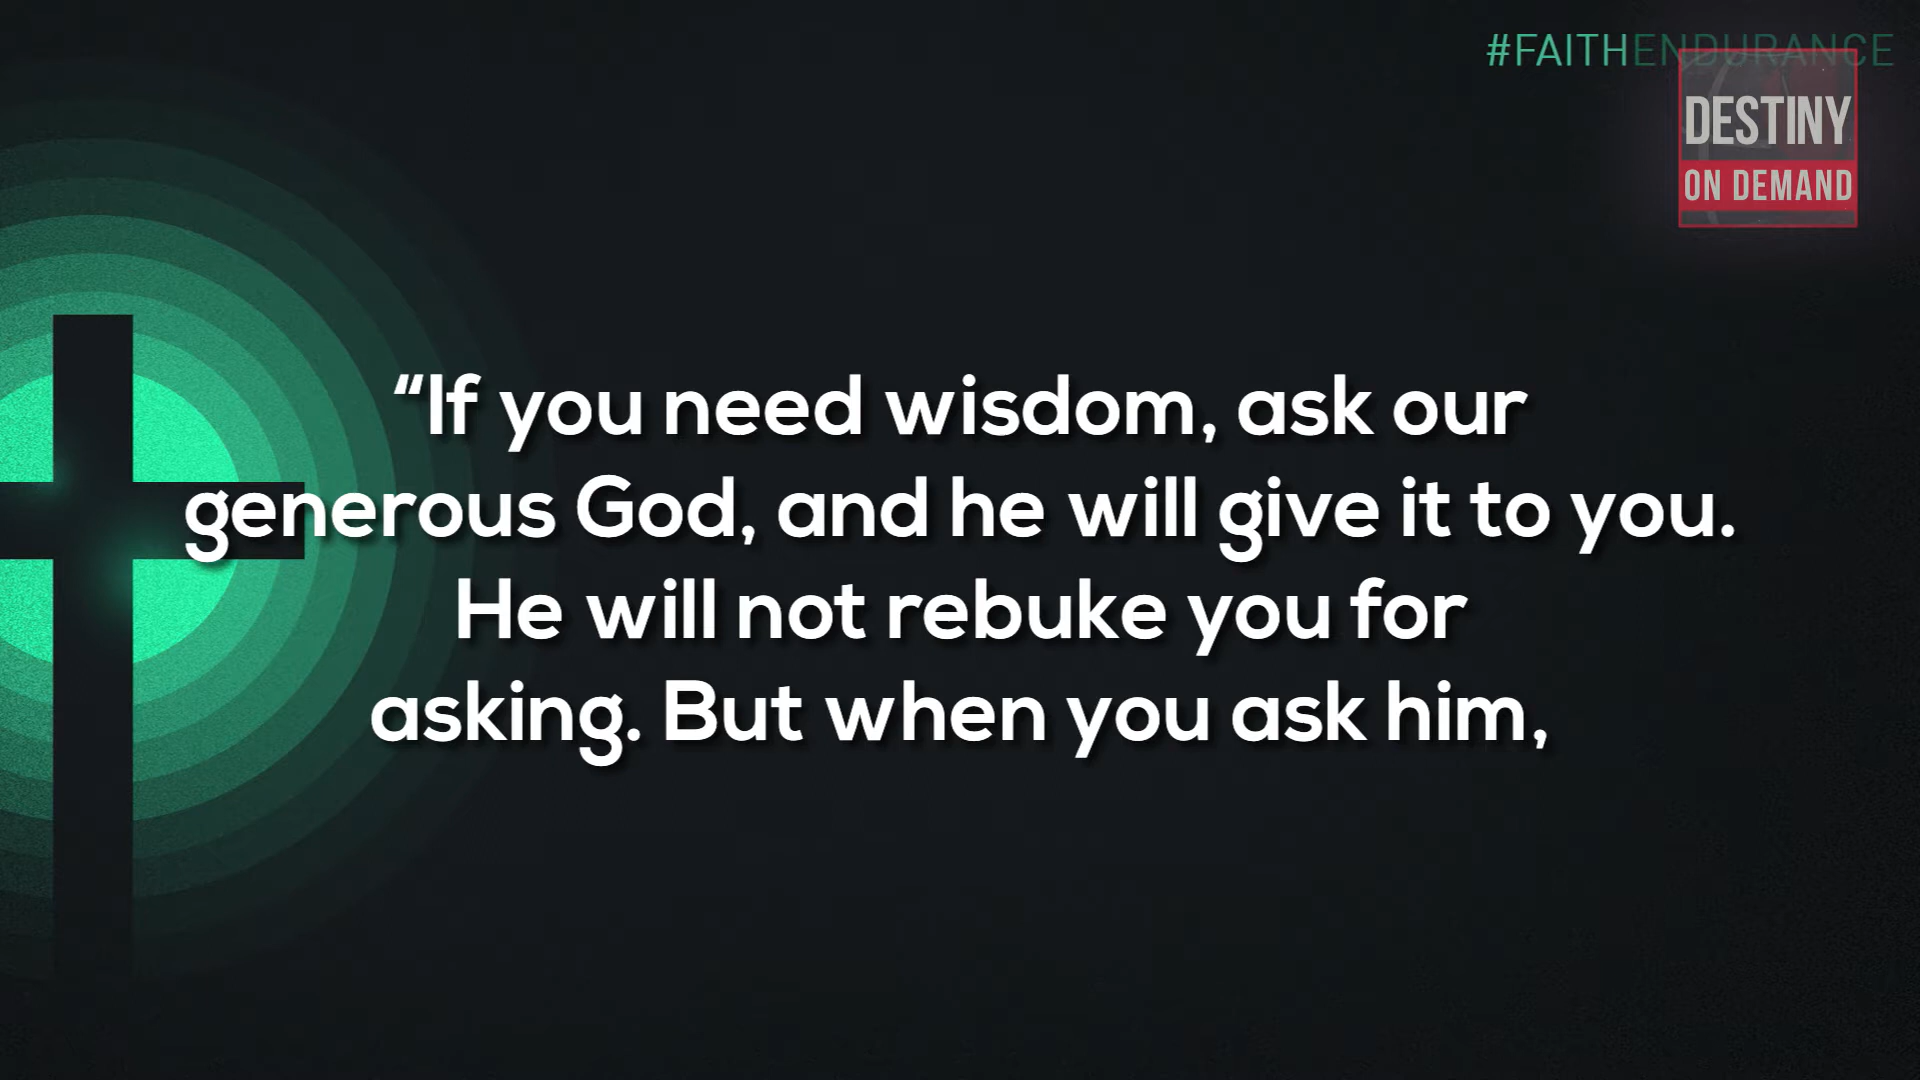 #FAITHENDURANCE
DESTINY
ON DEMAND
“If you need wisdom, ask our
generous God, and he will give it to you.
He will not rebuke you for
asking. But when you ask him,